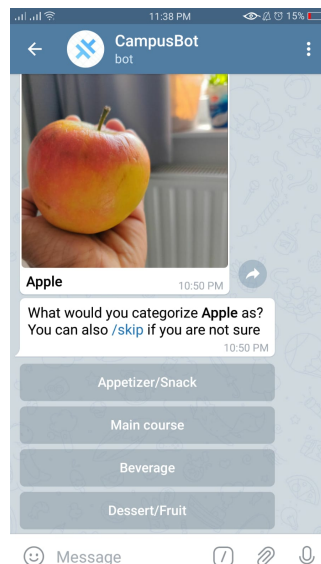 11:38 PM
15%
CampusBot
bot
Apple
10:50 PM
What would you categorize Apple as?
You can also /skip if you are not sure
10:50 PM
Appetizer/Snack
Main course
Beverage
Dessert/Fruit
Message